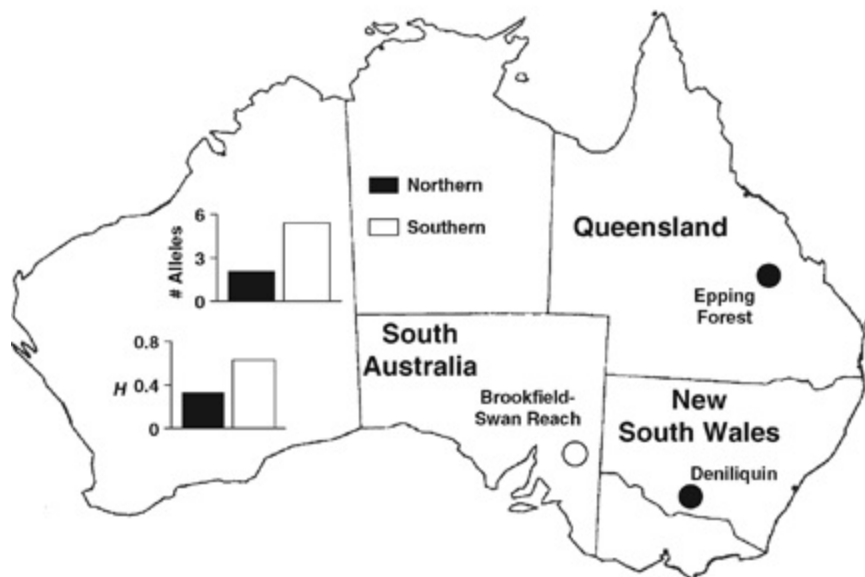 Northern
Southern
# Alleles
6
3
0
Queensland
Epping
Forest
South
Australia
H
0.8
0.4
0
Brookfield-
Swan Reach
New
South Wales
Deniliquin